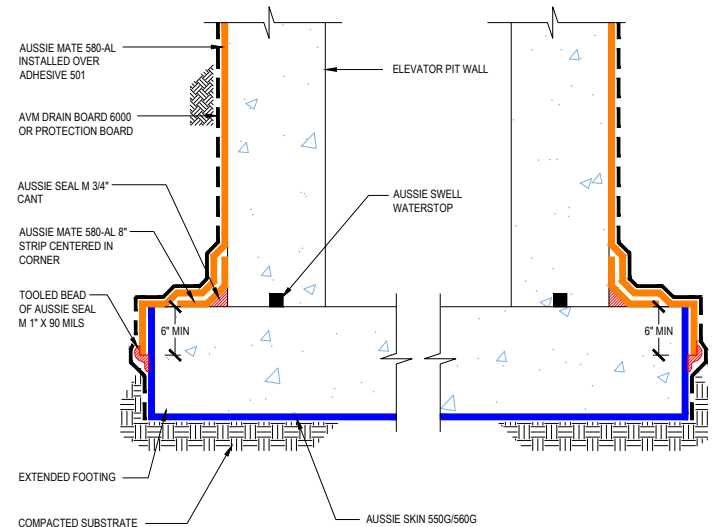 AUSSIE MATE 580-AL
INSTALLED OVER
ADHESIVE 501
ELEVATOR PIT WALL
AVM DRAIN BOARD 6000
OR PROTECTION BOARD
AUSSIE SEAL M 3/4"
CANT
AUSSIE SWELL
WATERSTOP
AUSSIE MATE 580-AL 8"
STRIP CENTERED IN
CORNER
TOOLED BEAD
OF AUSSIE SEAL
M 1" X 90 MILS
6" MIN
6" MIN
EXTENDED FOOTING
COMPACTED SUBSTRATE
AUSSIE SKIN 550G/560G